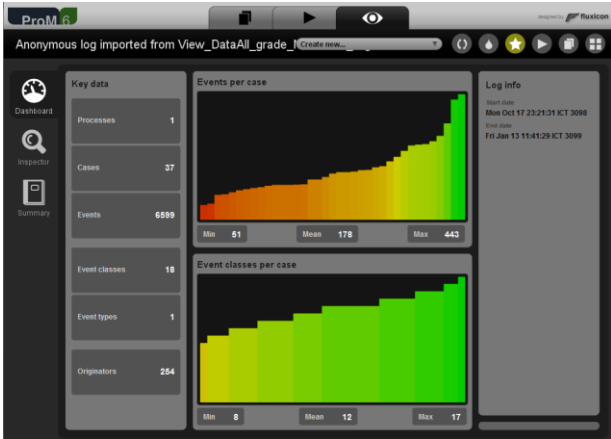 ProM 6
designed by fluxicon
Anonymous log imported from View_DataAll_grade_
Create new...
Dashboard
Inspector
Summary
Key data
Processes 1
Cases 37
Events 6599
Event classes 18
Event types 1
Originators 254
Events per case
Min 51 Mean 178 Max 443
Event classes per case
Min 8 Mean 12 Max 17
Log info
Start date
Mon Oct 17 23:21:31 ICT 3098
End date
Fri Jan 13 11:41:29 ICT 3099